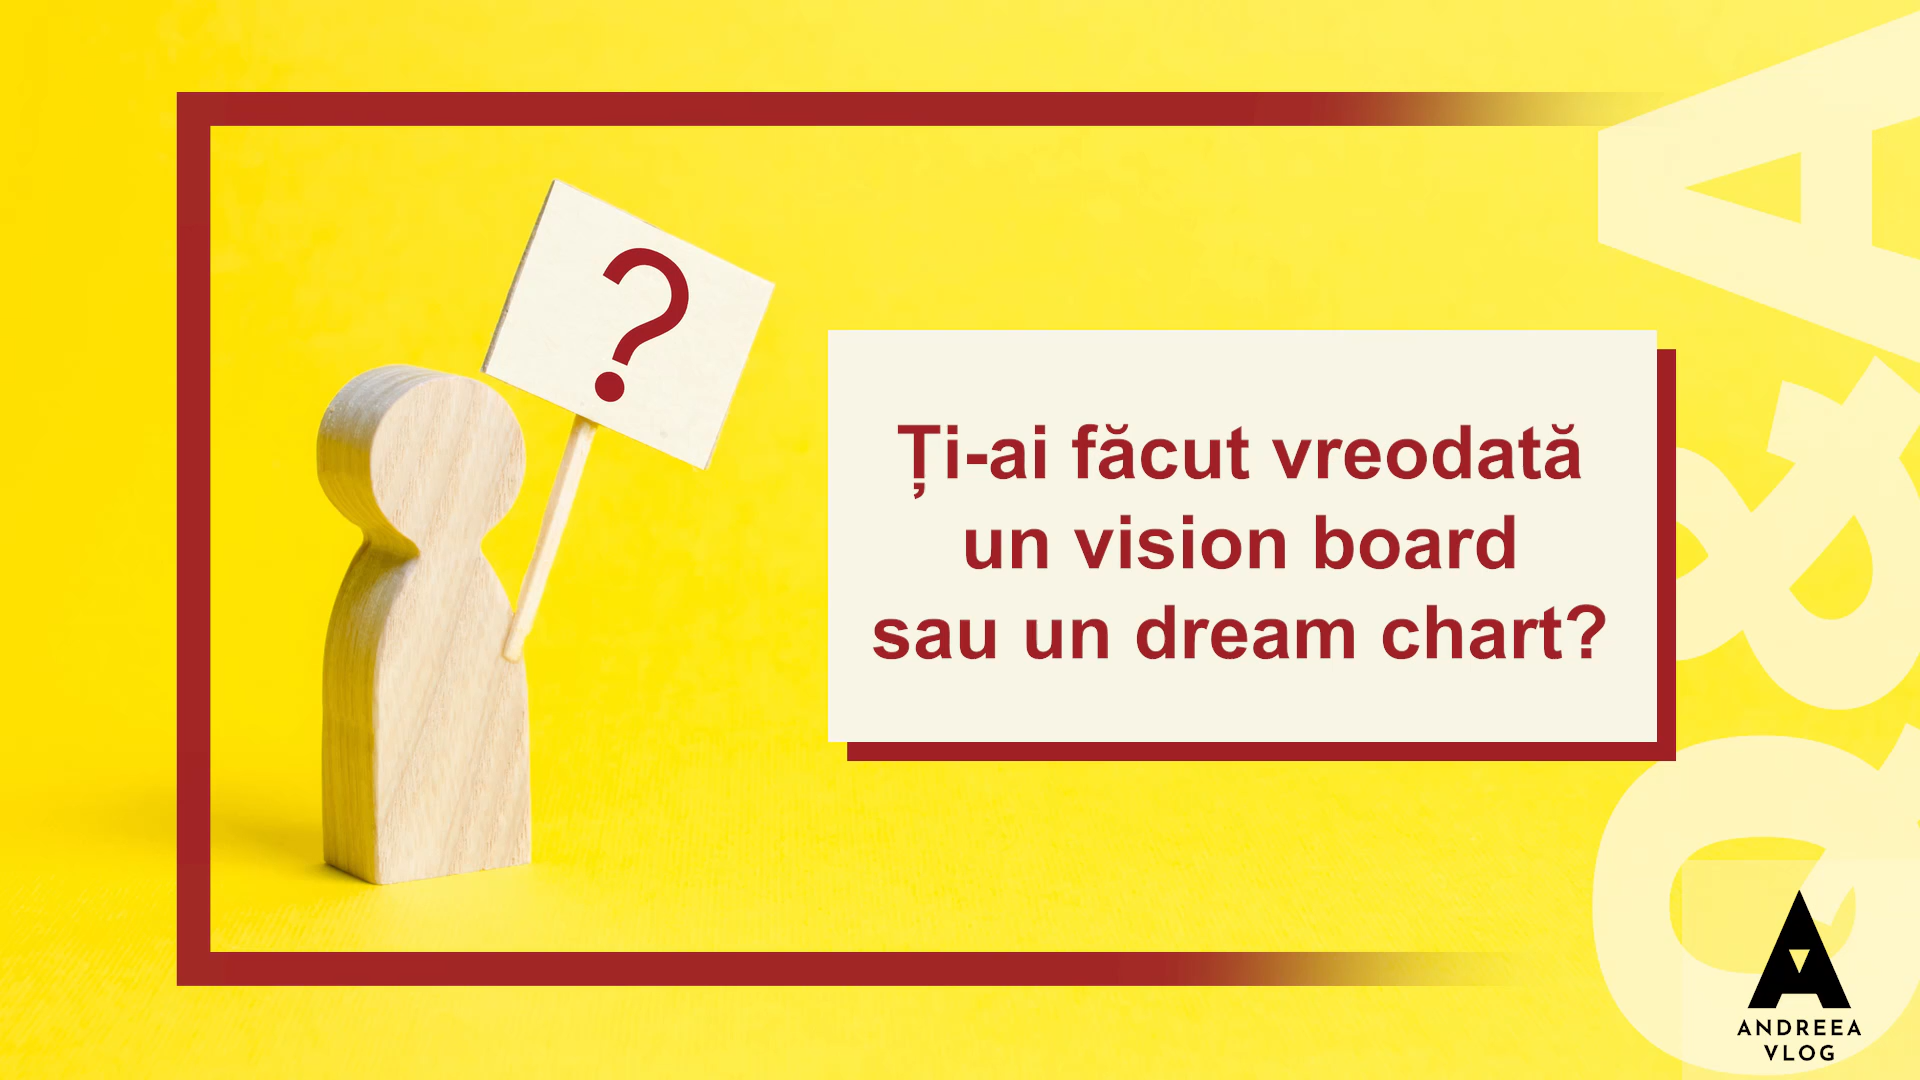 ?
Ți-ai făcut vreodată
un vision board
sau un dream chart?
Q&A
A
ANDREEA
VLOG